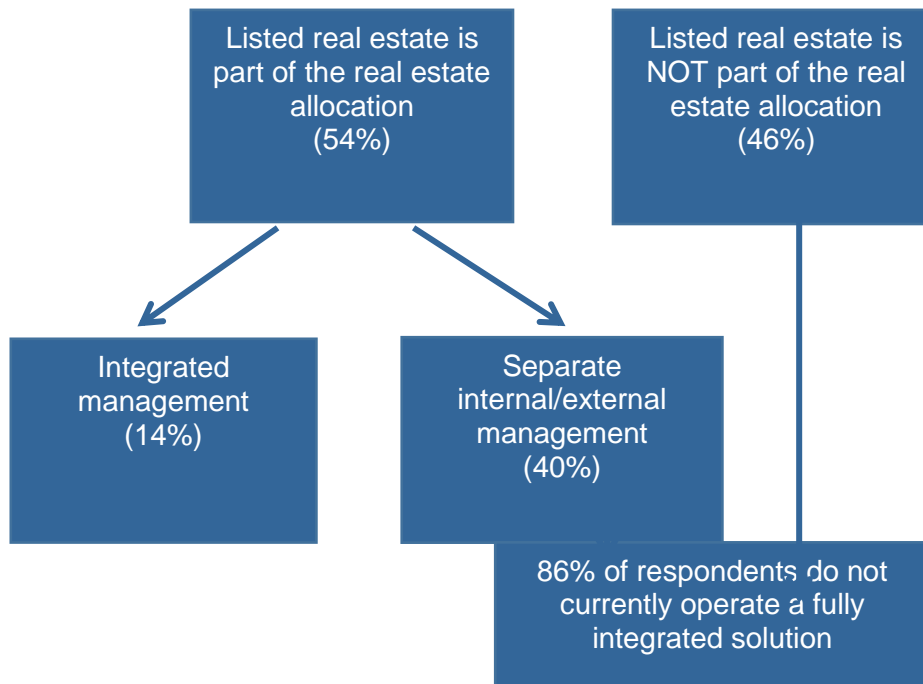 Listed real estate is
part of the real estate
allocation
(54%)
Listed real estate is
NOT part of the real
estate allocation
(46%)
Integrated
management
(14%)
Separate
internal/external
management
(40%)
86% of respondents do not
currently operate a fully
integrated solution